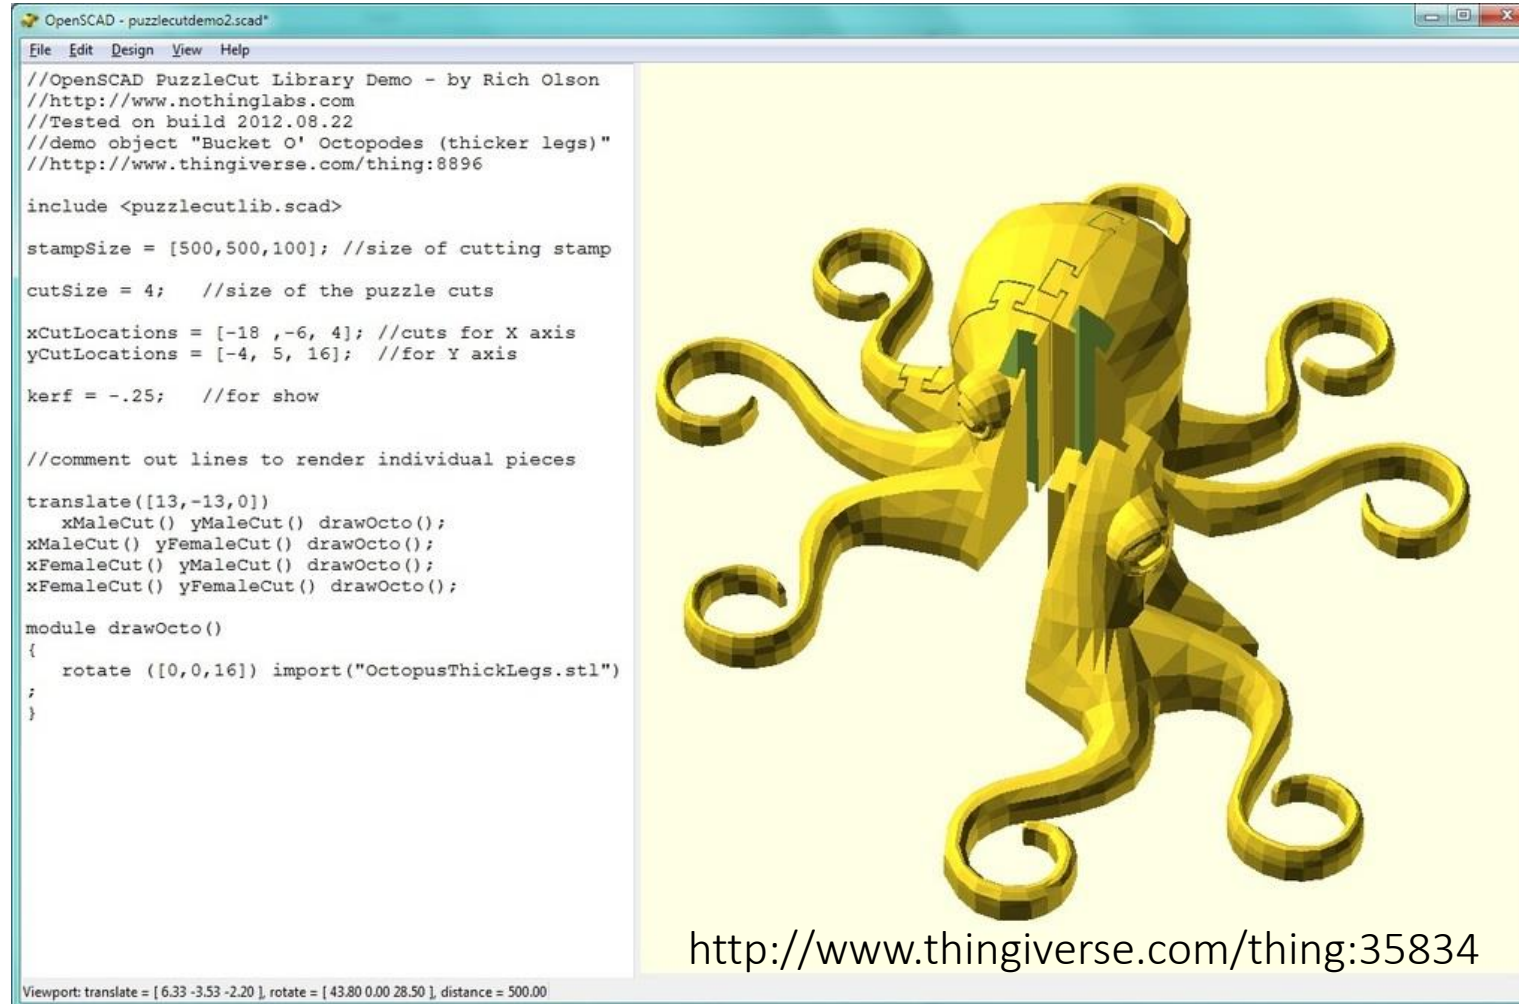 OpenSCAD - puzzlecutdemo2.scad*
File Edit Design View Help
//OpenSCAD PuzzleCut Library Demo - by Rich Olson
//http://www.nothinglabs.com
//Tested on build 2012.08.22
//demo object "Bucket O' Octopodes (thicker legs)"
//http://www.thingiverse.com/thing:8896
include <puzzlecutlib.scad>
stampSize = [500,500,100]; //size of cutting stamp
cutSize = 4;   //size of the puzzle cuts
xCutLocations = [-18 ,-6, 4]; //cuts for X axis
yCutLocations = [-4, 5, 16];  //for Y axis
kerf = -.25;   //for show
//comment out lines to render individual pieces
translate([13,-13,0])
   xMaleCut() yMaleCut() drawOcto();
xMaleCut() yFemaleCut() drawOcto();
xFemaleCut() yMaleCut() drawOcto();
xFemaleCut() yFemaleCut() drawOcto();
module drawOcto()
{
   rotate ([0,0,16]) import("OctopusThickLegs.stl")
;
}
http://www.thingiverse.com/thing:35834
Viewport: translate = [ 6.33 -3.53 -2.20 ], rotate = [ 43.80 0.00 28.50 ], distance = 500.00